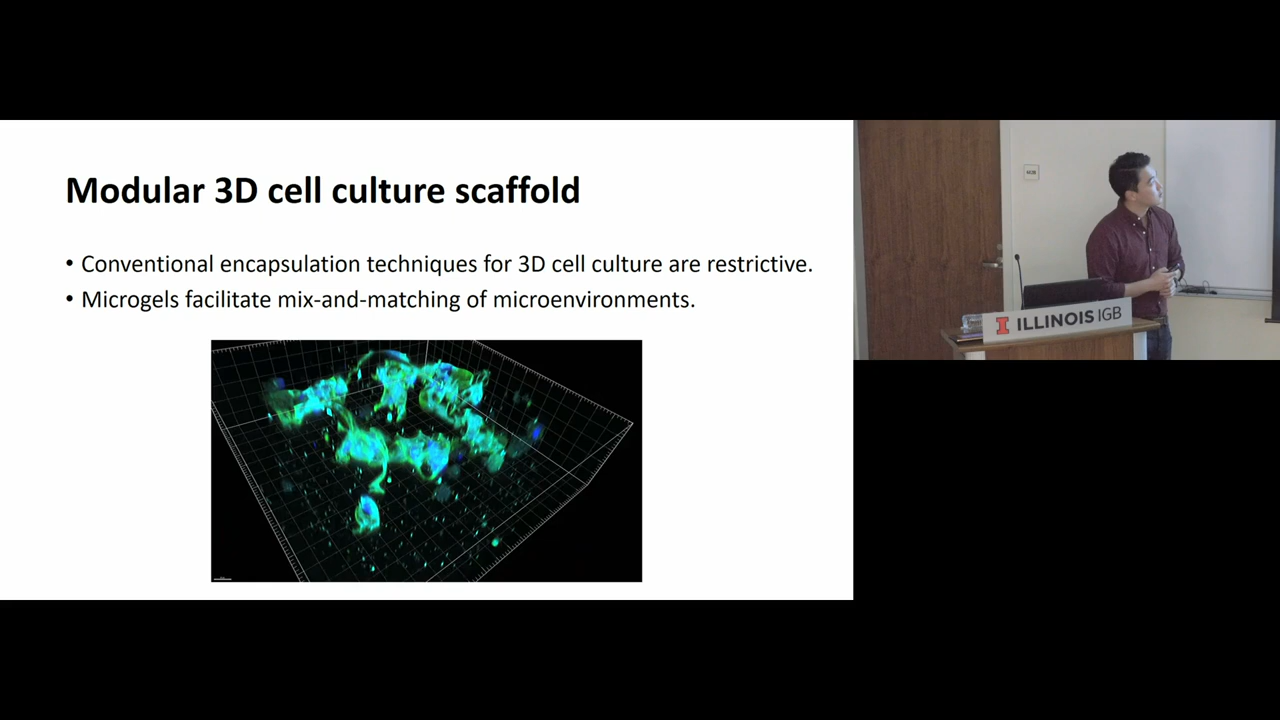 Modular 3D cell culture scaffold
• Conventional encapsulation techniques for 3D cell culture are restrictive.
• Microgels facilitate mix-and-matching of microenvironments.
I ILLINOIS IGB